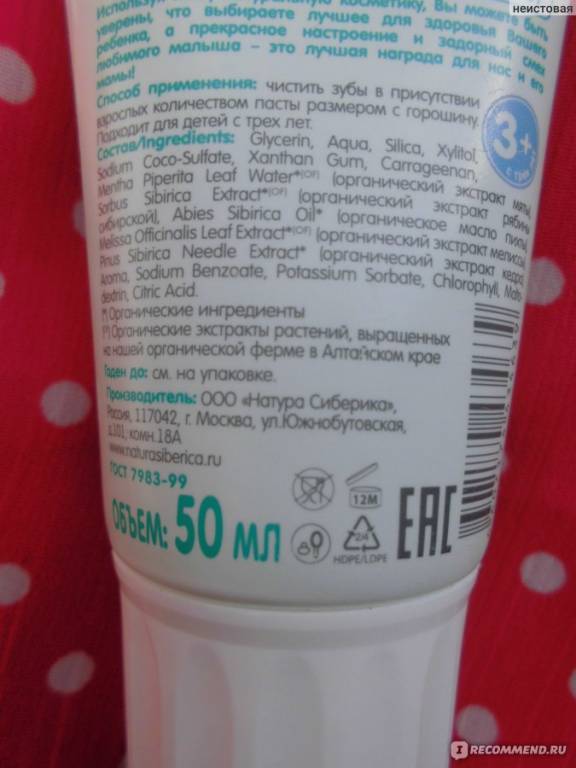 неистовая
косметику, Вы можете быть
уверены, что выбираете лучшее для здоровья Вашего
ребенка, а прекрасное настроение и задорный смех
любимого малыша – это лучшая награда для нас и его
мамы!
Способ применения: чистить зубы в присутствии
взрослых количеством пасты размером с горошину.
Подходит для детей с трех лет.
3+
с трех
Состав/Ingredients: Glycerin, Aqua, Silica, Xylitol,
Sodium Coco-Sulfate, Xanthan Gum, Carrageenan,
Mentha Piperita Leaf Water*(OF) (органический экстракт мяты),
Sorbus Sibirica Extract*(OF) (органический экстракт рябины
сибирской), Abies Sibirica Oil* (органическое масло пихты),
Melissa Officinalis Leaf Extract*(OF) (органический экстракт мелиссы),
Pinus Sibirica Needle Extract* (органический экстракт кедра),
Aroma, Sodium Benzoate, Potassium Sorbate, Chlorophyll, Malto-
dextrin, Citric Acid.
(*) Органические ингредиенты
Органические экстракты растений, выращенных
на нашей органической ферме в Алтайском крае
Годен до: см. на упаковке.
Производитель: ООО «Натура Сиберика»,
Россия, 117042, г. Москва, ул.Южнобутовская,
д.101, комн.18А
www.naturasiberica.ru
ГОСТ 7983-99
12M
ОБЪЕМ: 50 МЛ
2/4
HDPE/LDPE
EAC
IRECOMMEND.RU